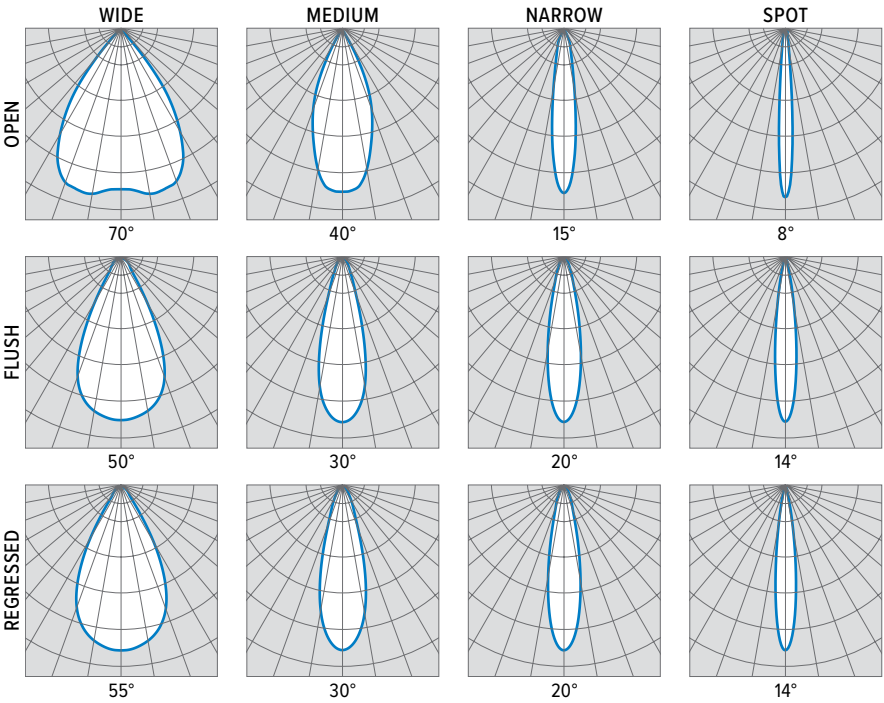 WIDE MEDIUM NARROW SPOT
OPEN
70° 40° 15° 8°
FLUSH
50° 30° 20° 14°
REGRESSED
55° 30° 20° 14°